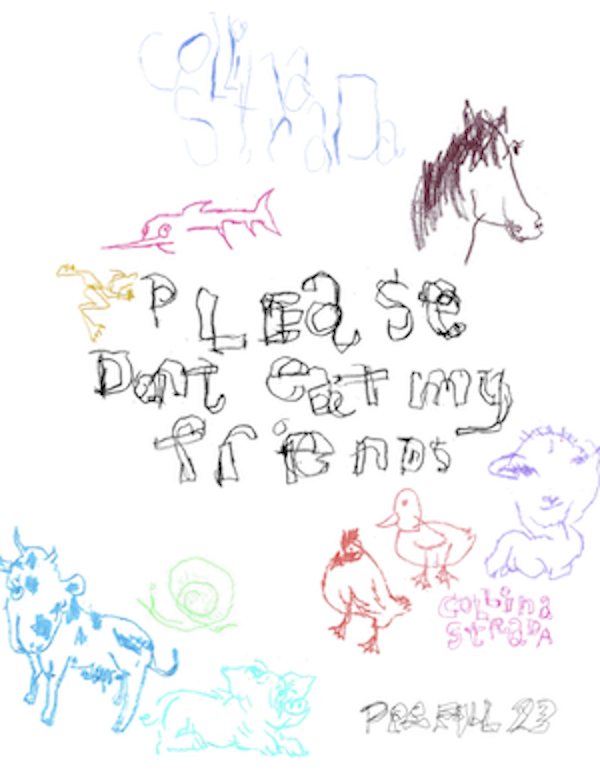 COLLiNa
STraDa
PLEaSe
Dont eat my
friends
COLLina
STRaDA
PRE FALL 23